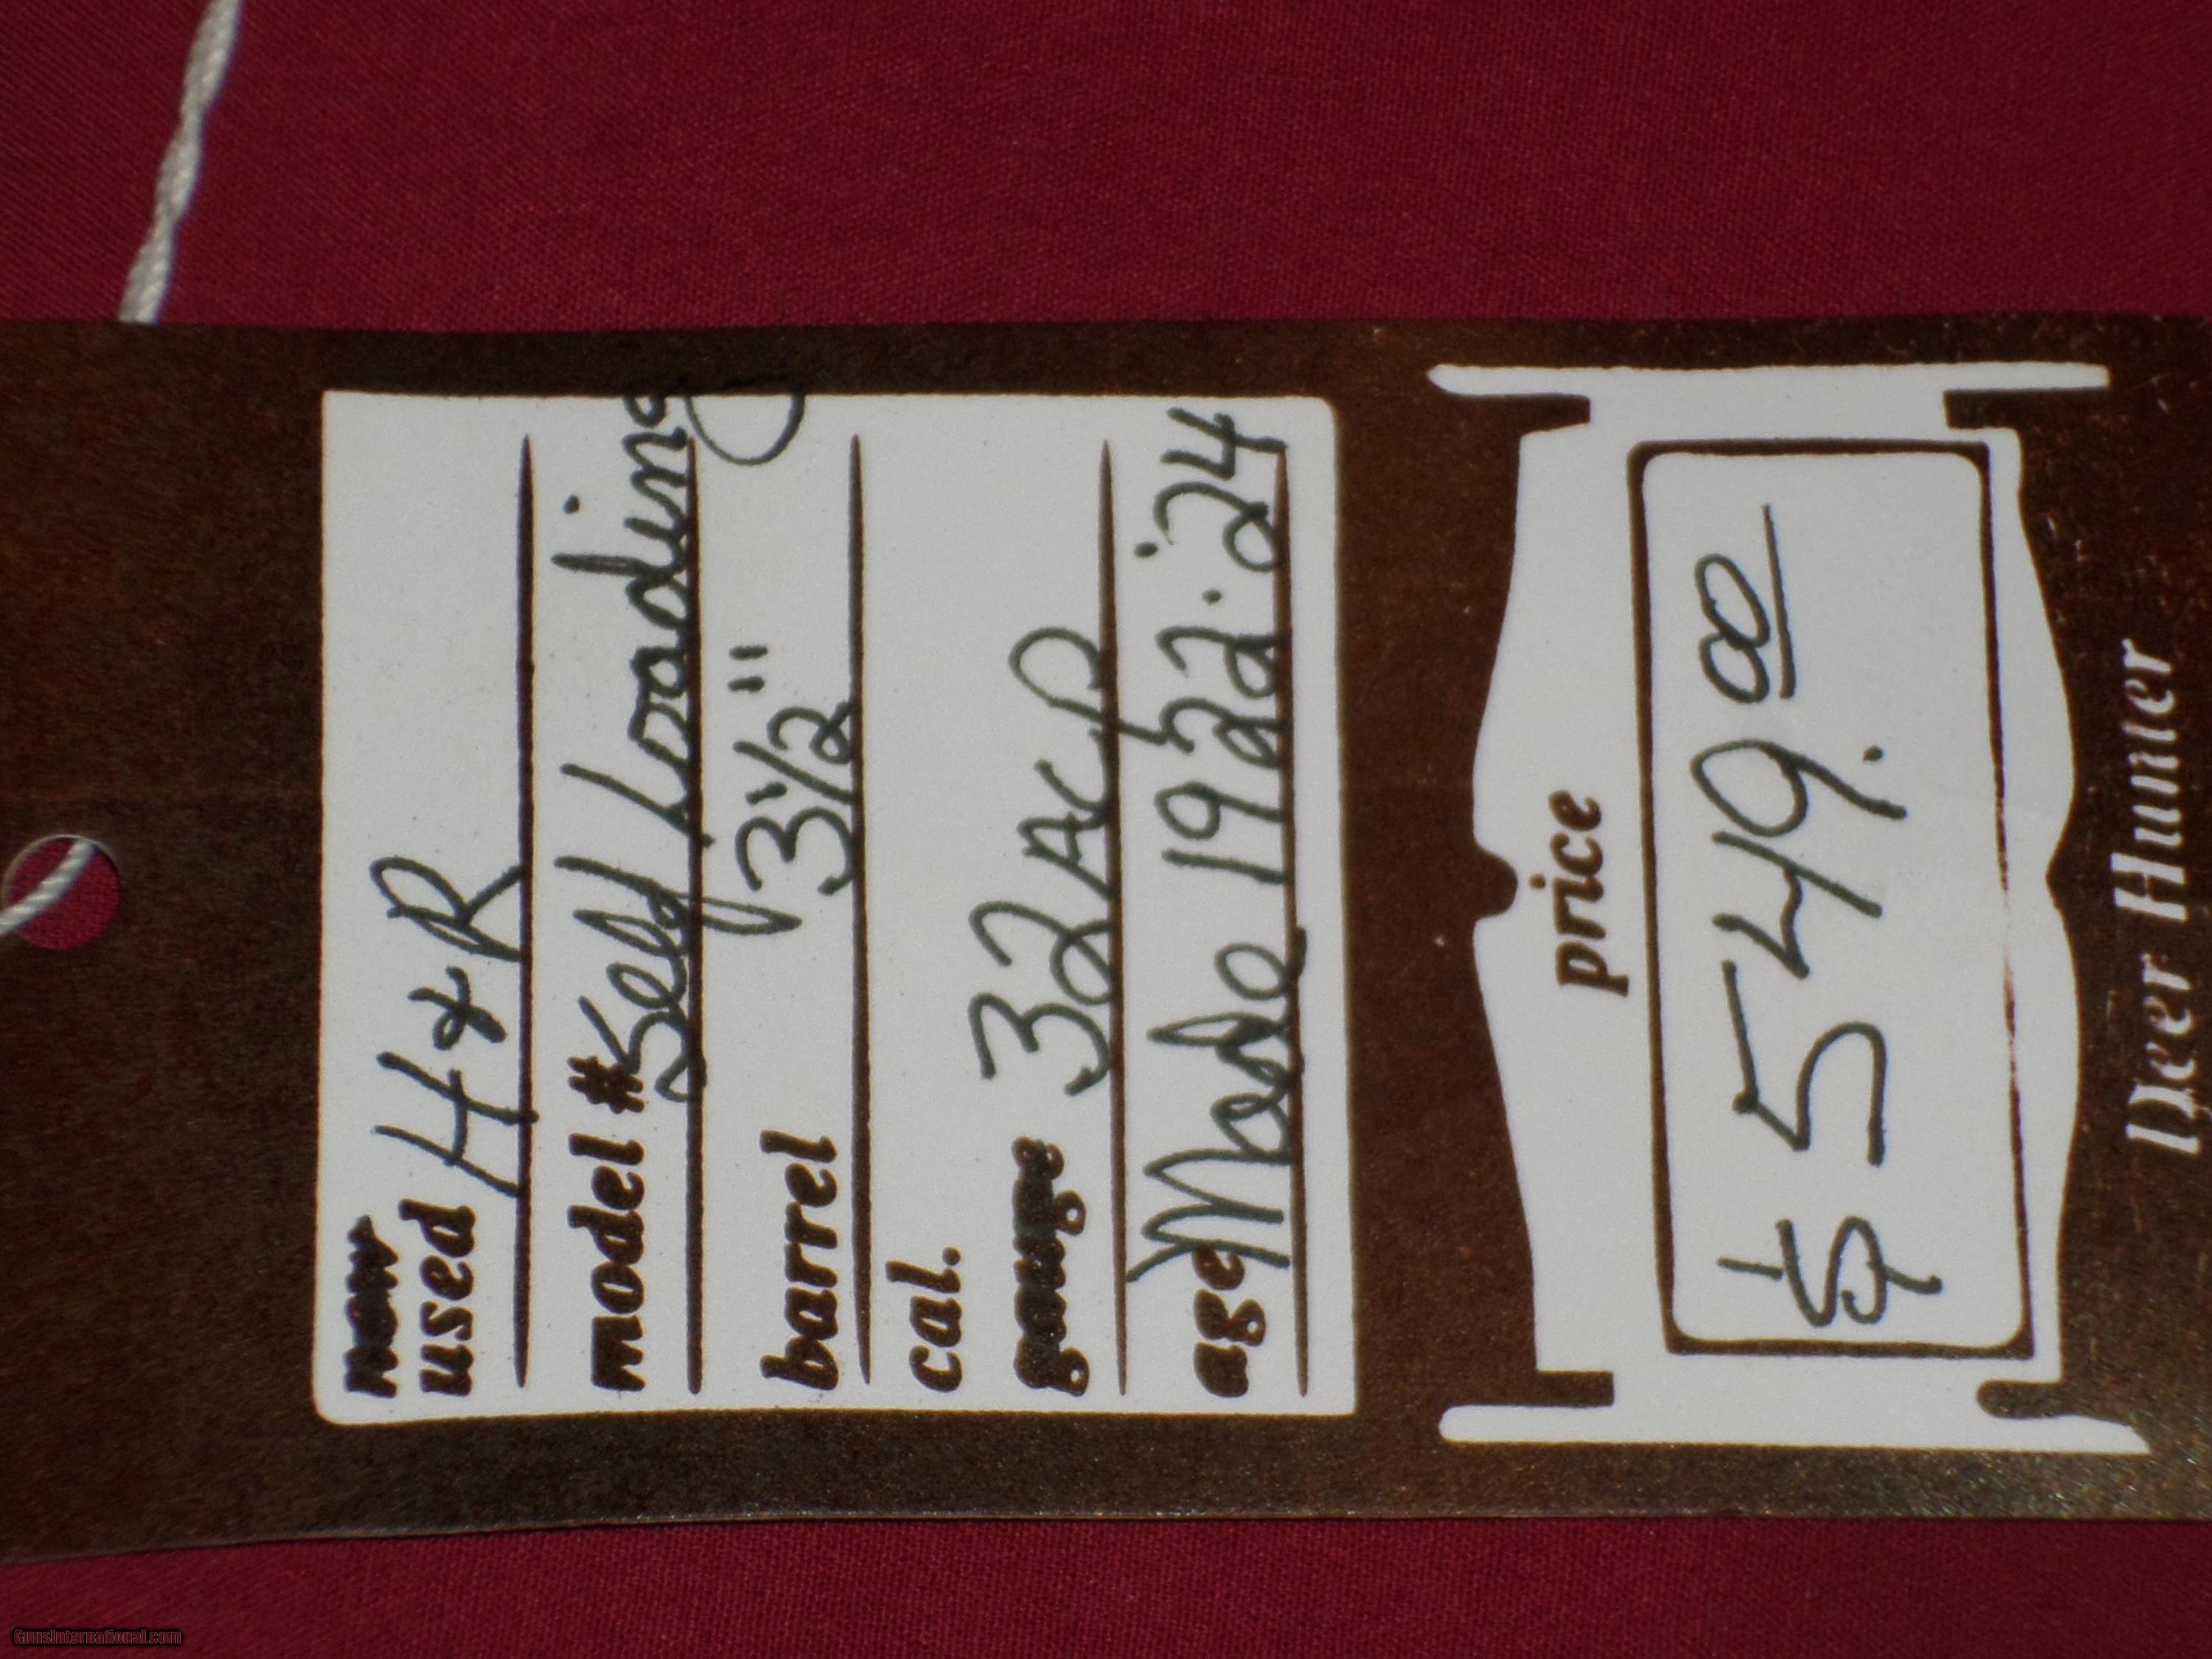 new
used H & R
model # Self Loading
barrel 3 1/2"
cal.
gauge 32 ACP
age Made 1922-'24
price
$549.00
Deer Hunter
GunsInternational.com